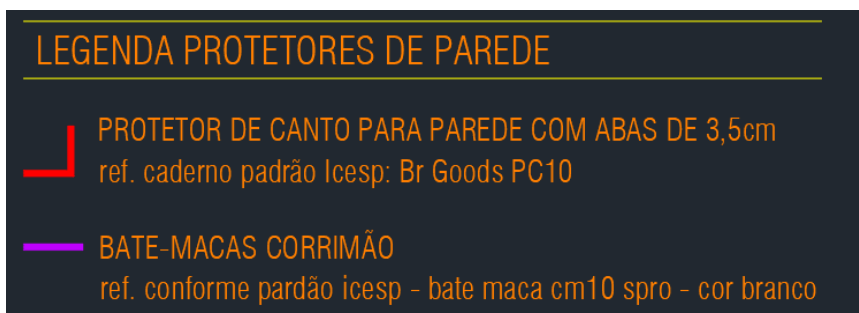 LEGENDA PROTETORES DE PAREDE
PROTETOR DE CANTO PARA PAREDE COM ABAS DE 3,5cm
ref. caderno padrão Icesp: Br Goods PC10
BATE-MACAS CORRIMÃO
ref. conforme pardão icesp - bate maca cm10 spro - cor branco